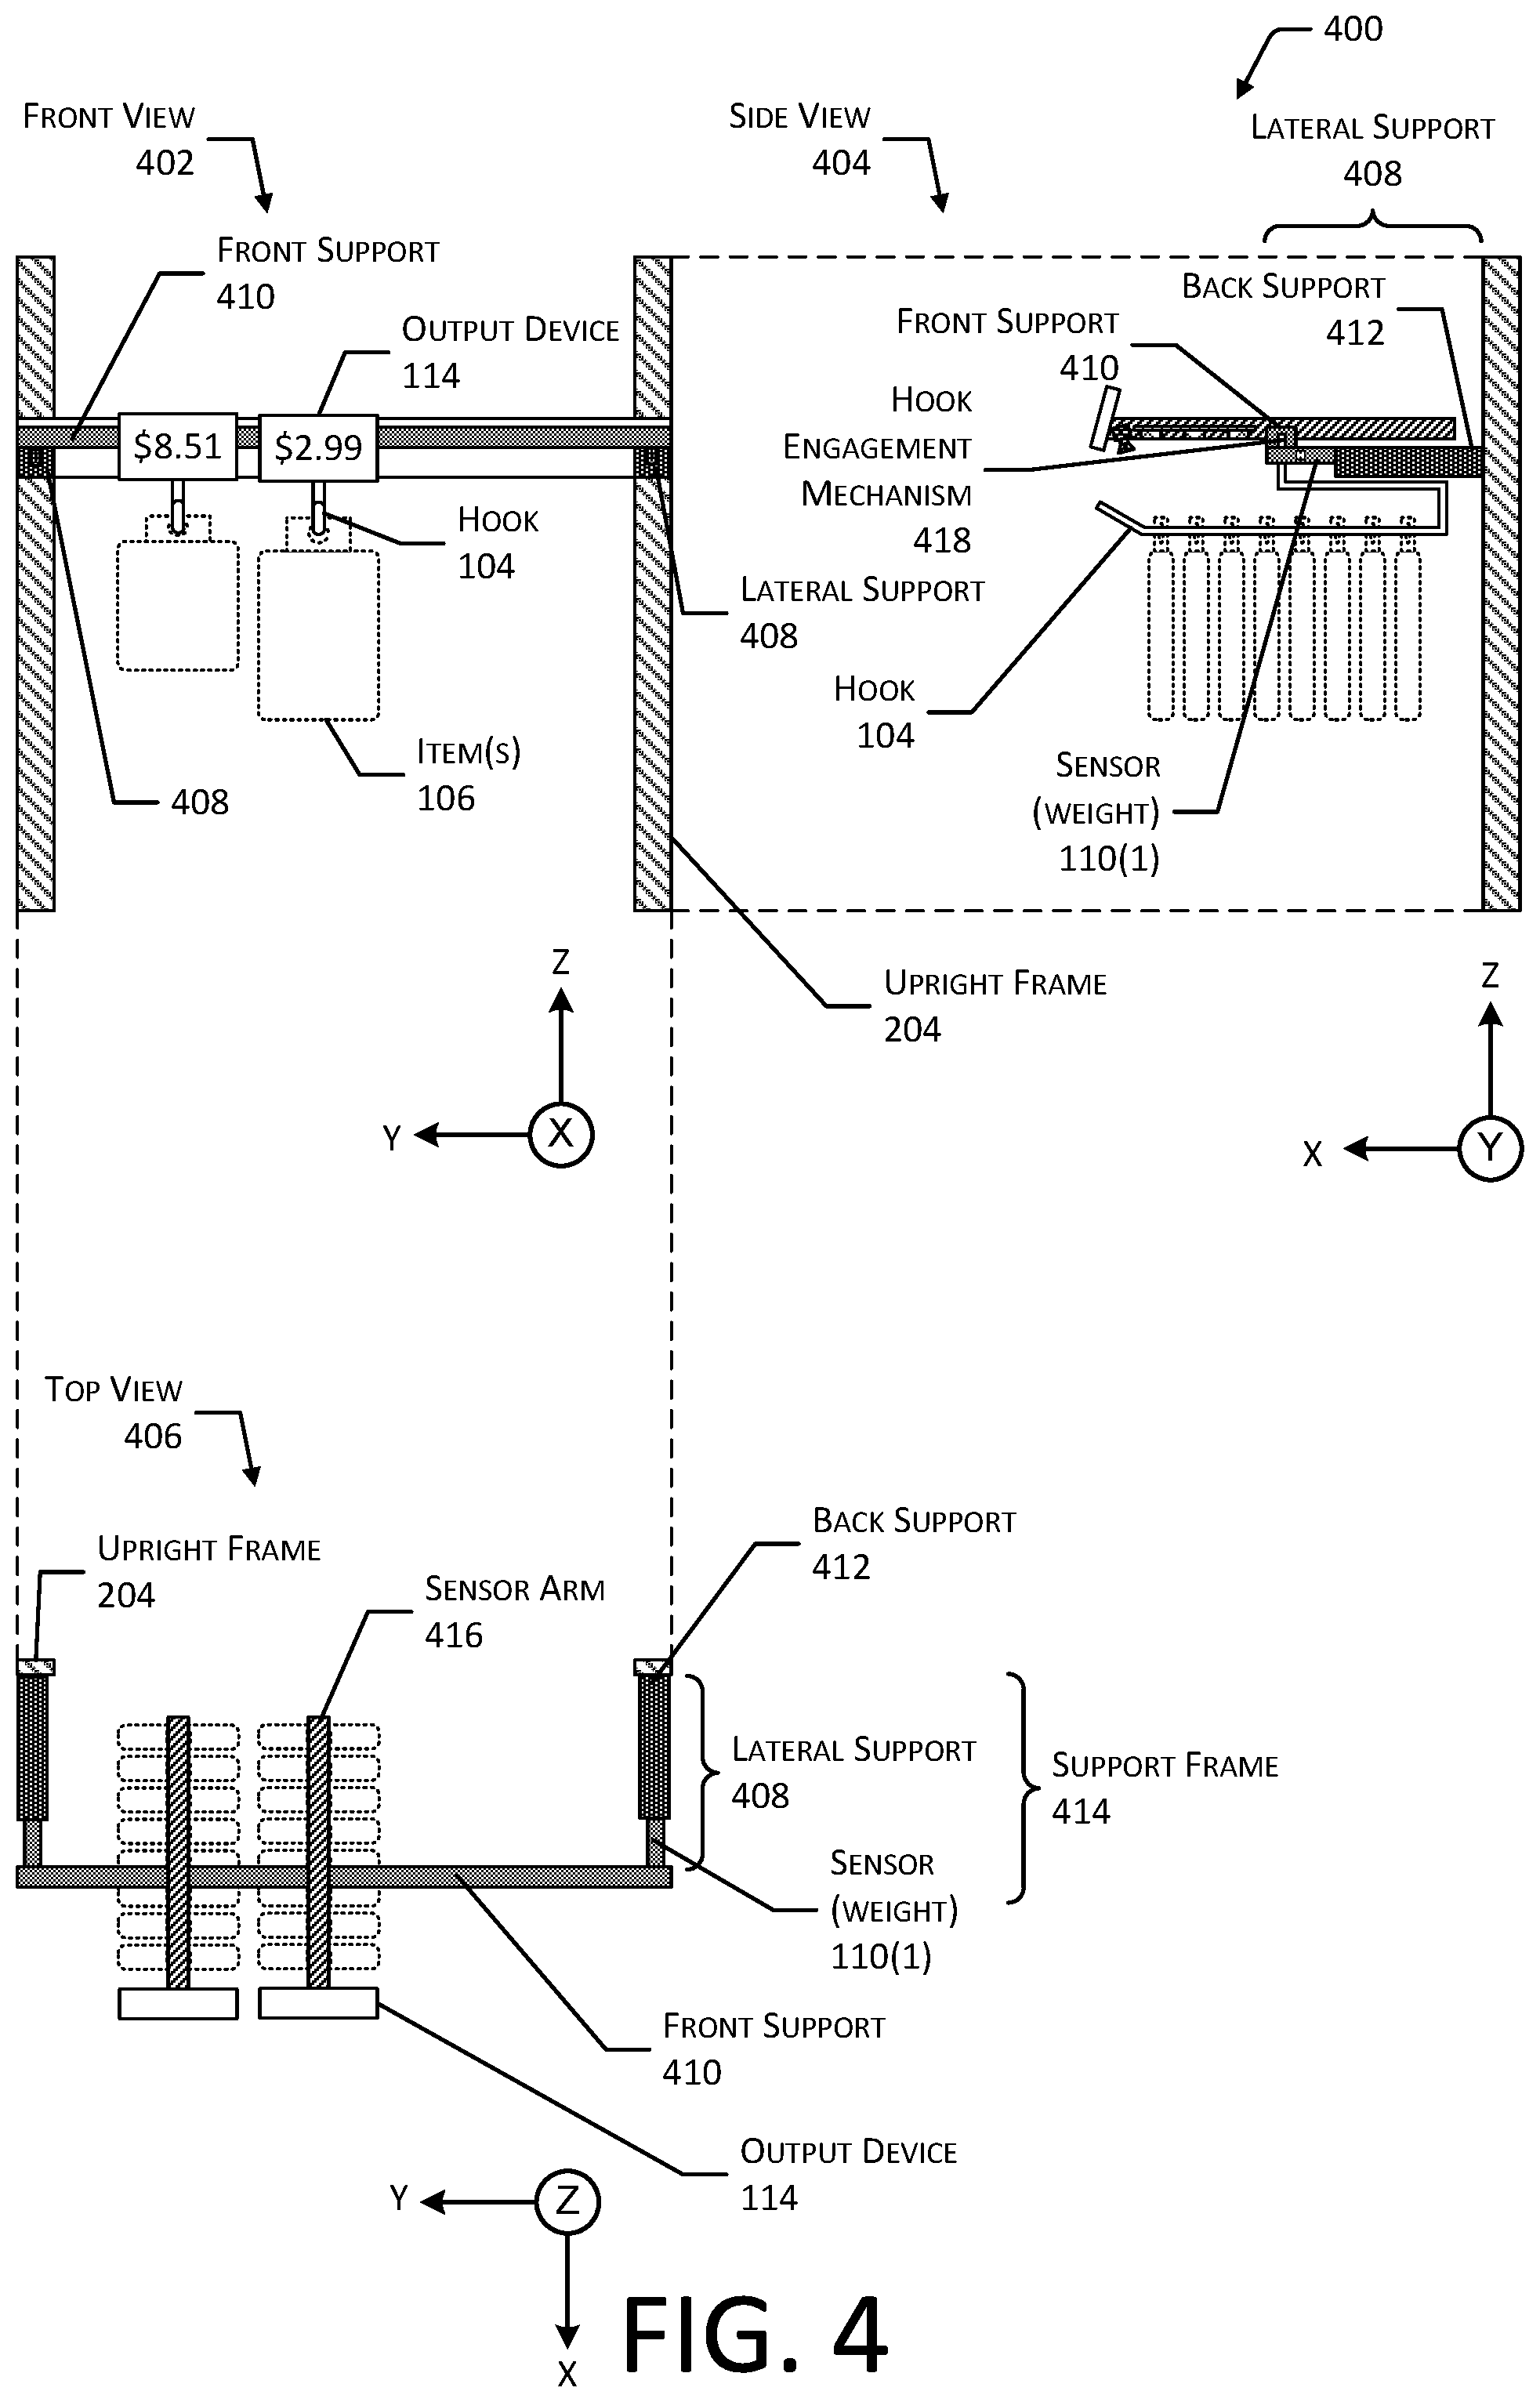 400
FRONT VIEW
402
SIDE VIEW
404
LATERAL SUPPORT
408
FRONT SUPPORT
410
OUTPUT DEVICE
114
$8.51
$2.99
HOOK
104
LATERAL SUPPORT
408
ITEM(S)
106
408
BACK SUPPORT
412
FRONT SUPPORT
410
HOOK
ENGAGEMENT
MECHANISM
418
HOOK
104
SENSOR
(WEIGHT)
110(1)
UPRIGHT FRAME
204
Z
Y
X
Z
X
Y
TOP VIEW
406
UPRIGHT FRAME
204
SENSOR ARM
416
BACK SUPPORT
412
LATERAL SUPPORT
408
SUPPORT FRAME
414
SENSOR
(WEIGHT)
110(1)
FRONT SUPPORT
410
OUTPUT DEVICE
114
Y
Z
X
FIG. 4